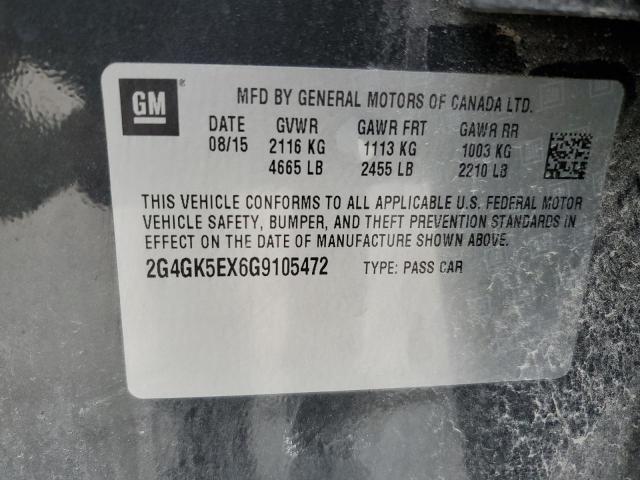 GM ®
MFD BY GENERAL MOTORS OF CANADA LTD.
DATE GVWR GAWR FRT GAWR RR
08/15 2116 KG 1113 KG 1003 KG
4665 LB 2455 LB 2210 LB
THIS VEHICLE CONFORMS TO ALL APPLICABLE U.S. FEDERAL MOTOR
VEHICLE SAFETY, BUMPER, AND THEFT PREVENTION STANDARDS IN
EFFECT ON THE DATE OF MANUFACTURE SHOWN ABOVE.
2G4GK5EX6G9105472 TYPE: PASS CAR